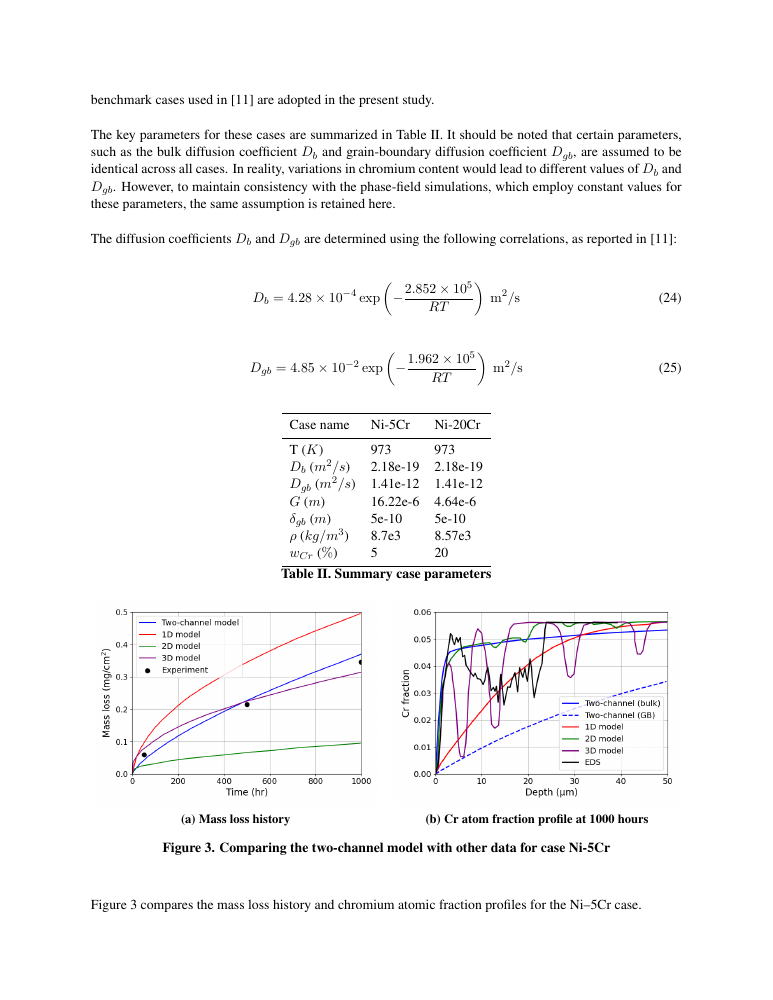 benchmark cases used in [11] are adopted in the present study.
The key parameters for these cases are summarized in Table II. It should be noted that certain parameters,
such as the bulk diffusion coefficient D_b and grain-boundary diffusion coefficient D_gb, are assumed to be
identical across all cases. In reality, variations in chromium content would lead to different values of D_b and
D_gb. However, to maintain consistency with the phase-field simulations, which employ constant values for
these parameters, the same assumption is retained here.
The diffusion coefficients D_b and D_gb are determined using the following correlations, as reported in [11]:
D_b = 4.28 × 10^−4 exp (−2.852 × 10^5 / RT) m^2/s (24)
D_gb = 4.85 × 10^−2 exp (−1.962 × 10^5 / RT) m^2/s (25)
Case name Ni-5Cr Ni-20Cr
T (K) 973 973
D_b (m^2/s) 2.18e-19 2.18e-19
D_gb (m^2/s) 1.41e-12 1.41e-12
G (m) 16.22e-6 4.64e-6
δ_gb (m) 5e-10 5e-10
ρ (kg/m^3) 8.7e3 8.57e3
w_Cr (%) 5 20
Table II. Summary case parameters
Mass loss (mg/cm²)
0.5
0.4
0.3
0.2
0.1
0.0
Two-channel model
1D model
2D model
3D model
Experiment
0 200 400 600 800 1000
Time (hr)
(a) Mass loss history
Cr fraction
0.06
0.05
0.04
0.03
0.02
0.01
0.00
Two-channel (bulk)
Two-channel (GB)
1D model
2D model
3D model
EDS
0 10 20 30 40 50
Depth (μm)
(b) Cr atom fraction profile at 1000 hours
Figure 3. Comparing the two-channel model with other data for case Ni-5Cr
Figure 3 compares the mass loss history and chromium atomic fraction profiles for the Ni–5Cr case.